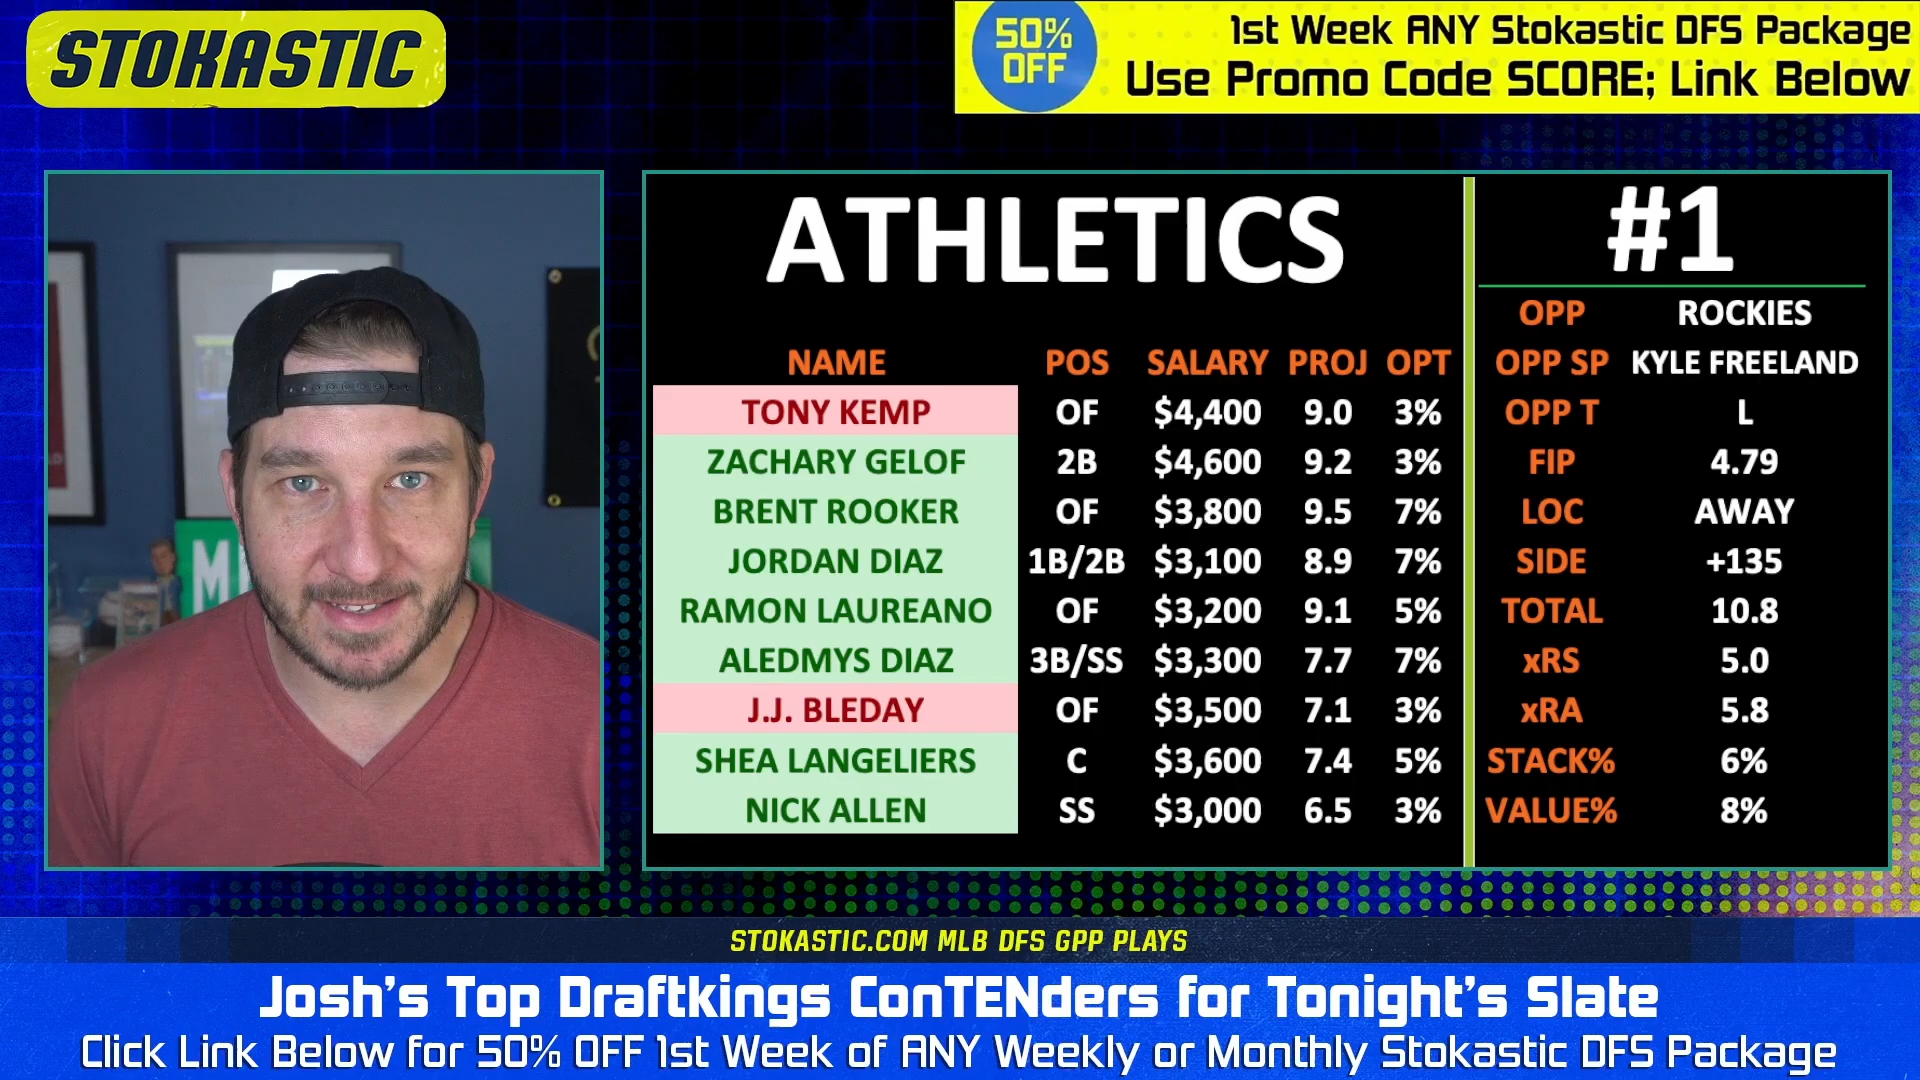 STOKASTIC
50%
OFF
1st Week ANY Stokastic DFS Package
Use Promo Code SCORE; Link Below
ATHLETICS
NAME POS SALARY PROJ OPT
TONY KEMP OF $4,400 9.0 3%
ZACHARY GELOF 2B $4,600 9.2 3%
BRENT ROOKER OF $3,800 9.5 7%
JORDAN DIAZ 1B/2B $3,100 8.9 7%
RAMON LAUREANO OF $3,200 9.1 5%
ALEDMYS DIAZ 3B/SS $3,300 7.7 7%
J.J. BLEDAY OF $3,500 7.1 3%
SHEA LANGELIERS C $3,600 7.4 5%
NICK ALLEN SS $3,000 6.5 3%
#1
OPP ROCKIES
OPP SP KYLE FREELAND
OPP T L
FIP 4.79
LOC AWAY
SIDE +135
TOTAL 10.8
xRS 5.0
xRA 5.8
STACK% 6%
VALUE% 8%
STOKASTIC.COM MLB DFS GPP PLAYS
Josh's Top Draftkings ConTENders for Tonight's Slate
Click Link Below for 50% OFF 1st Week of ANY Weekly or Monthly Stokastic DFS Package